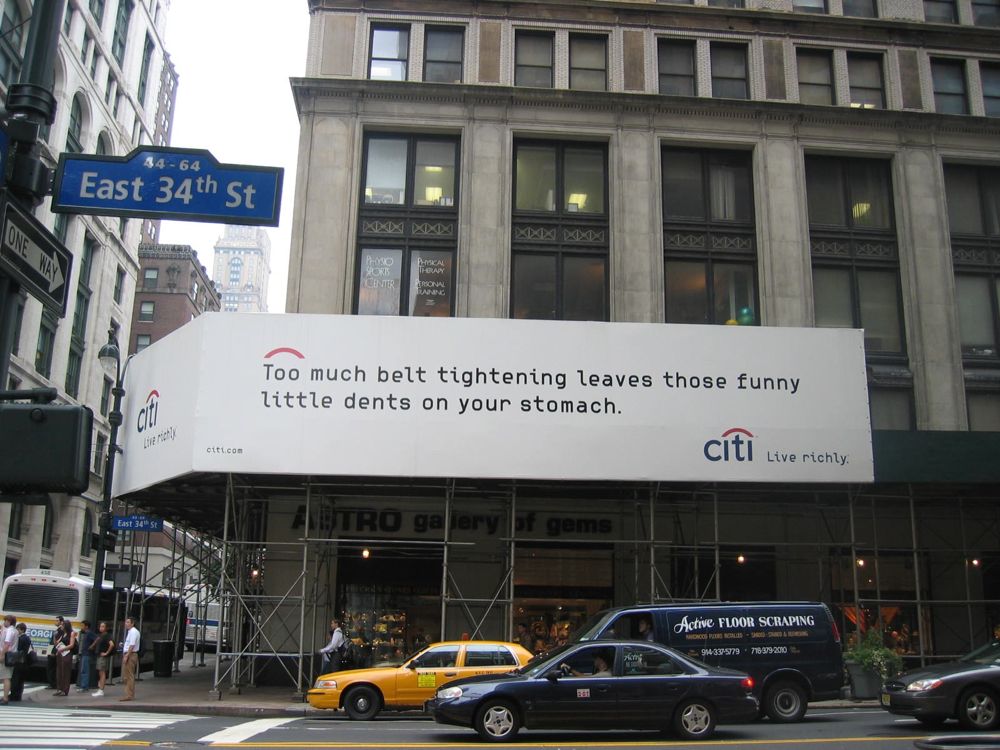 44 - 64
East 34th St
ONE WAY
PHYSIO
SPORTS
CENTER
PHYSICAL
THERAPY
PERSONAL
TRAINING
Too much belt tightening leaves those funny
little dents on your stomach.
citi
Live richly.
citi.com
citi Live richly.
East 34th St
ASTRO gallery of gems
Active FLOOR SCRAPING
914-337-5779 718-379-2010